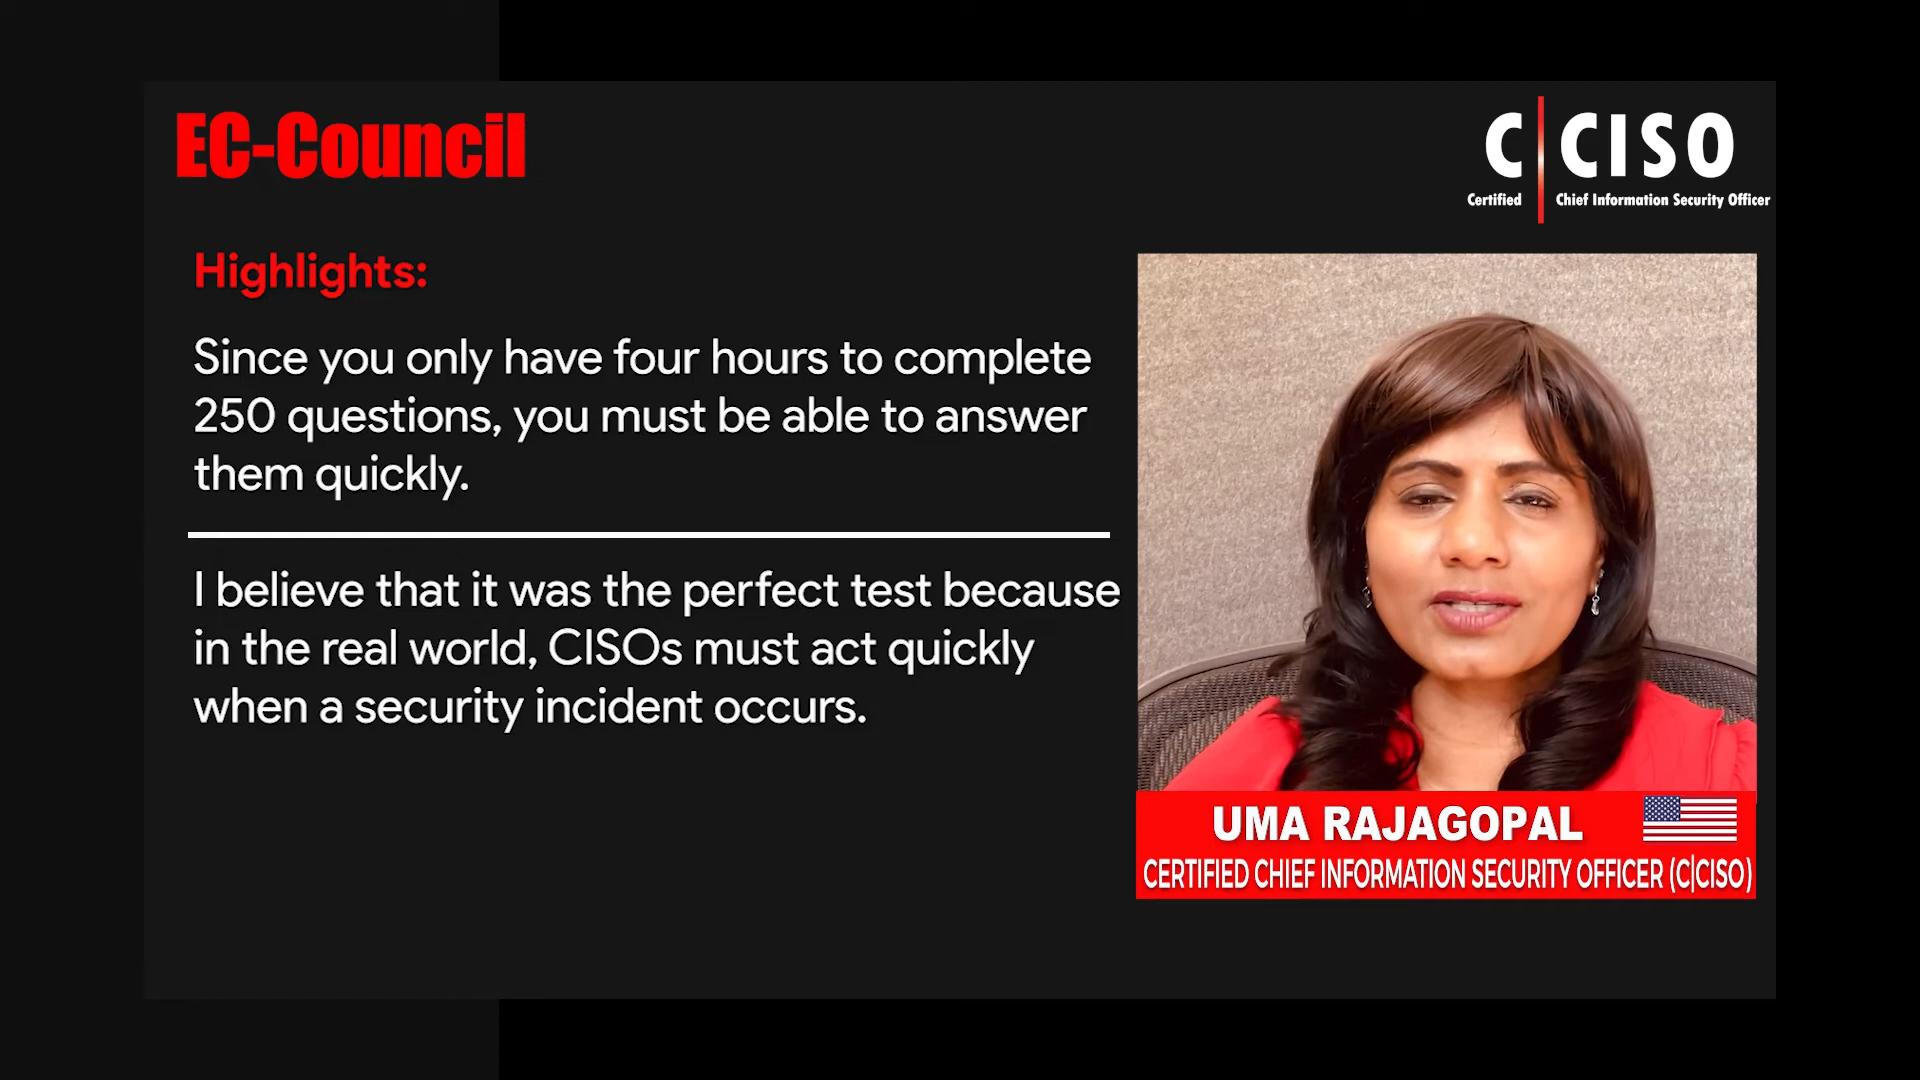 EC-Council
C|CISO
Certified Chief Information Security Officer
Highlights:
Since you only have four hours to complete
250 questions, you must be able to answer
them quickly.
I believe that it was the perfect test because
in the real world, CISOs must act quickly
when a security incident occurs.
UMA RAJAGOPAL
CERTIFIED CHIEF INFORMATION SECURITY OFFICER (C|CISO)